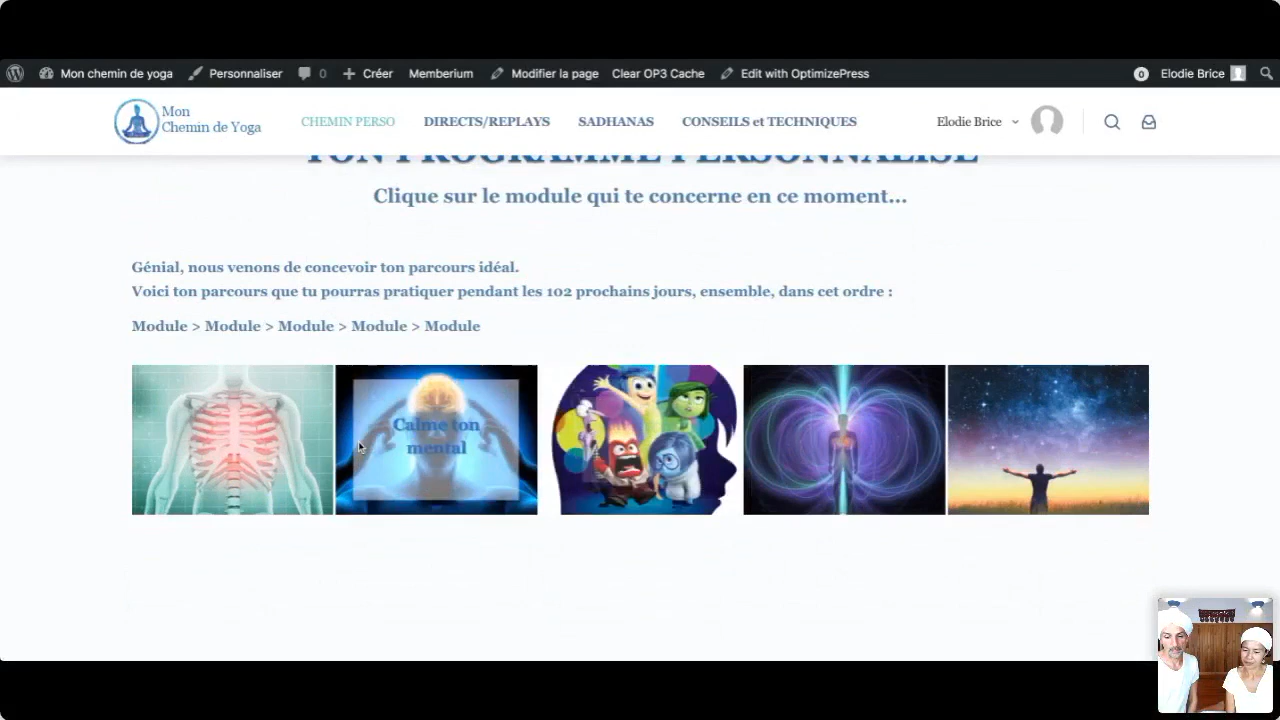 Mon chemin de yoga Personnaliser 0 Créer Memberium Modifier la page Clear OP3 Cache Edit with OptimizePress 0 Elodie Brice
Mon
Chemin de Yoga
CHEMIN PERSO DIRECTS/REPLAYS SADHANAS CONSEILS et TECHNIQUES Elodie Brice
TON PROGRAMME PERSONNALISÉ
Clique sur le module qui te concerne en ce moment...
Génial, nous venons de concevoir ton parcours idéal.
Voici ton parcours que tu pourras pratiquer pendant les 102 prochains jours, ensemble, dans cet ordre :
Module > Module > Module > Module > Module
Calme ton
mental